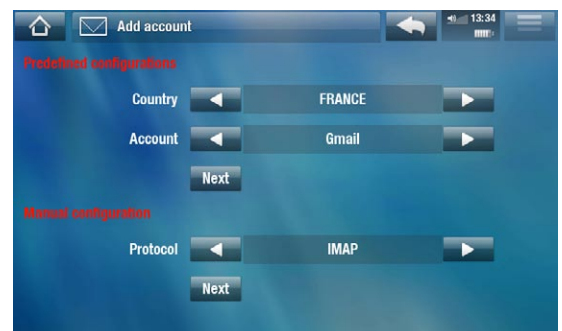 Add account
13:34
Predefined configurations
Country FRANCE
Account Gmail
Next
Manual configuration
Protocol IMAP
Next